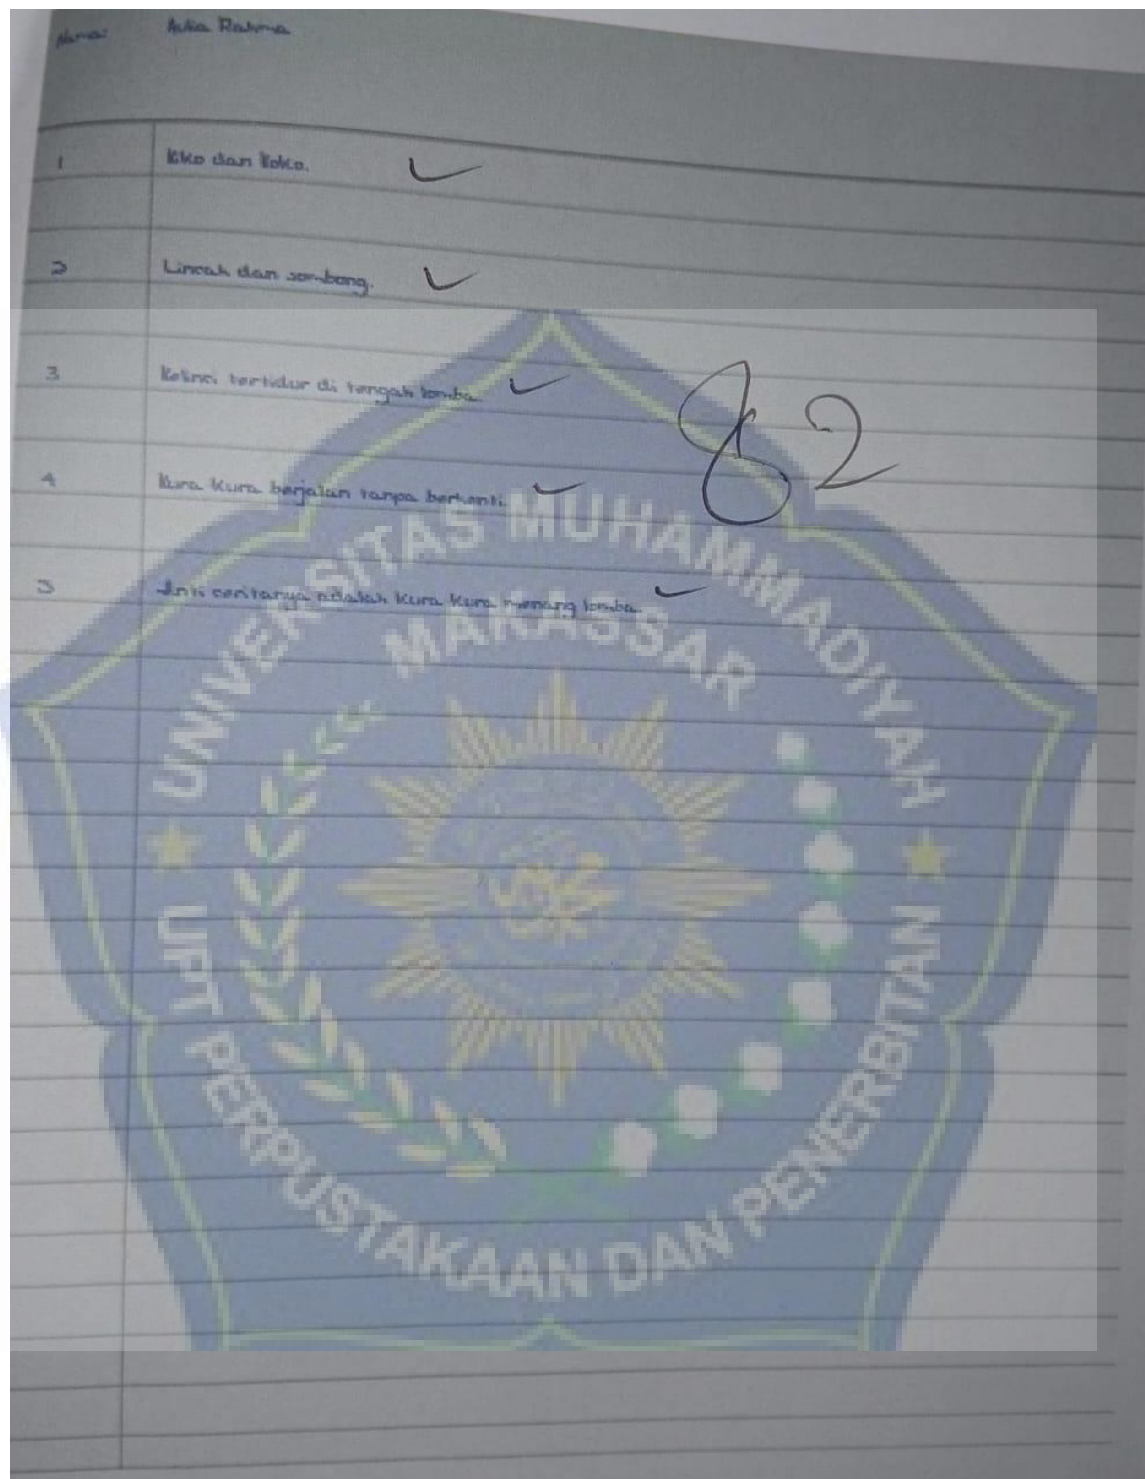 Nama: Aulia Rahma
1 Kiko dan Koko.
2 Lincah dan sombong.
3 Kelinci tertidur di tengah lomba
4 Kura Kura berjalan tanpa berhenti.
5 Inti ceritanya adalah Kura Kura menang lomba
82
UNIVERSITAS MUHAMMADIYAH
MAKASSAR
UPT PERPUSTAKAAN DAN PENERBITAN